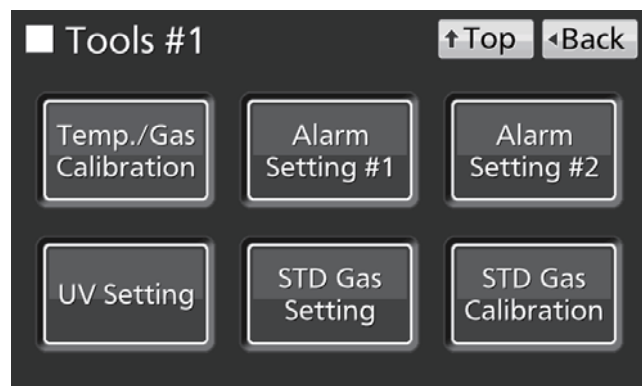 Tools #1
Top
Back
Temp./Gas
Calibration
Alarm
Setting #1
Alarm
Setting #2
UV Setting
STD Gas
Setting
STD Gas
Calibration